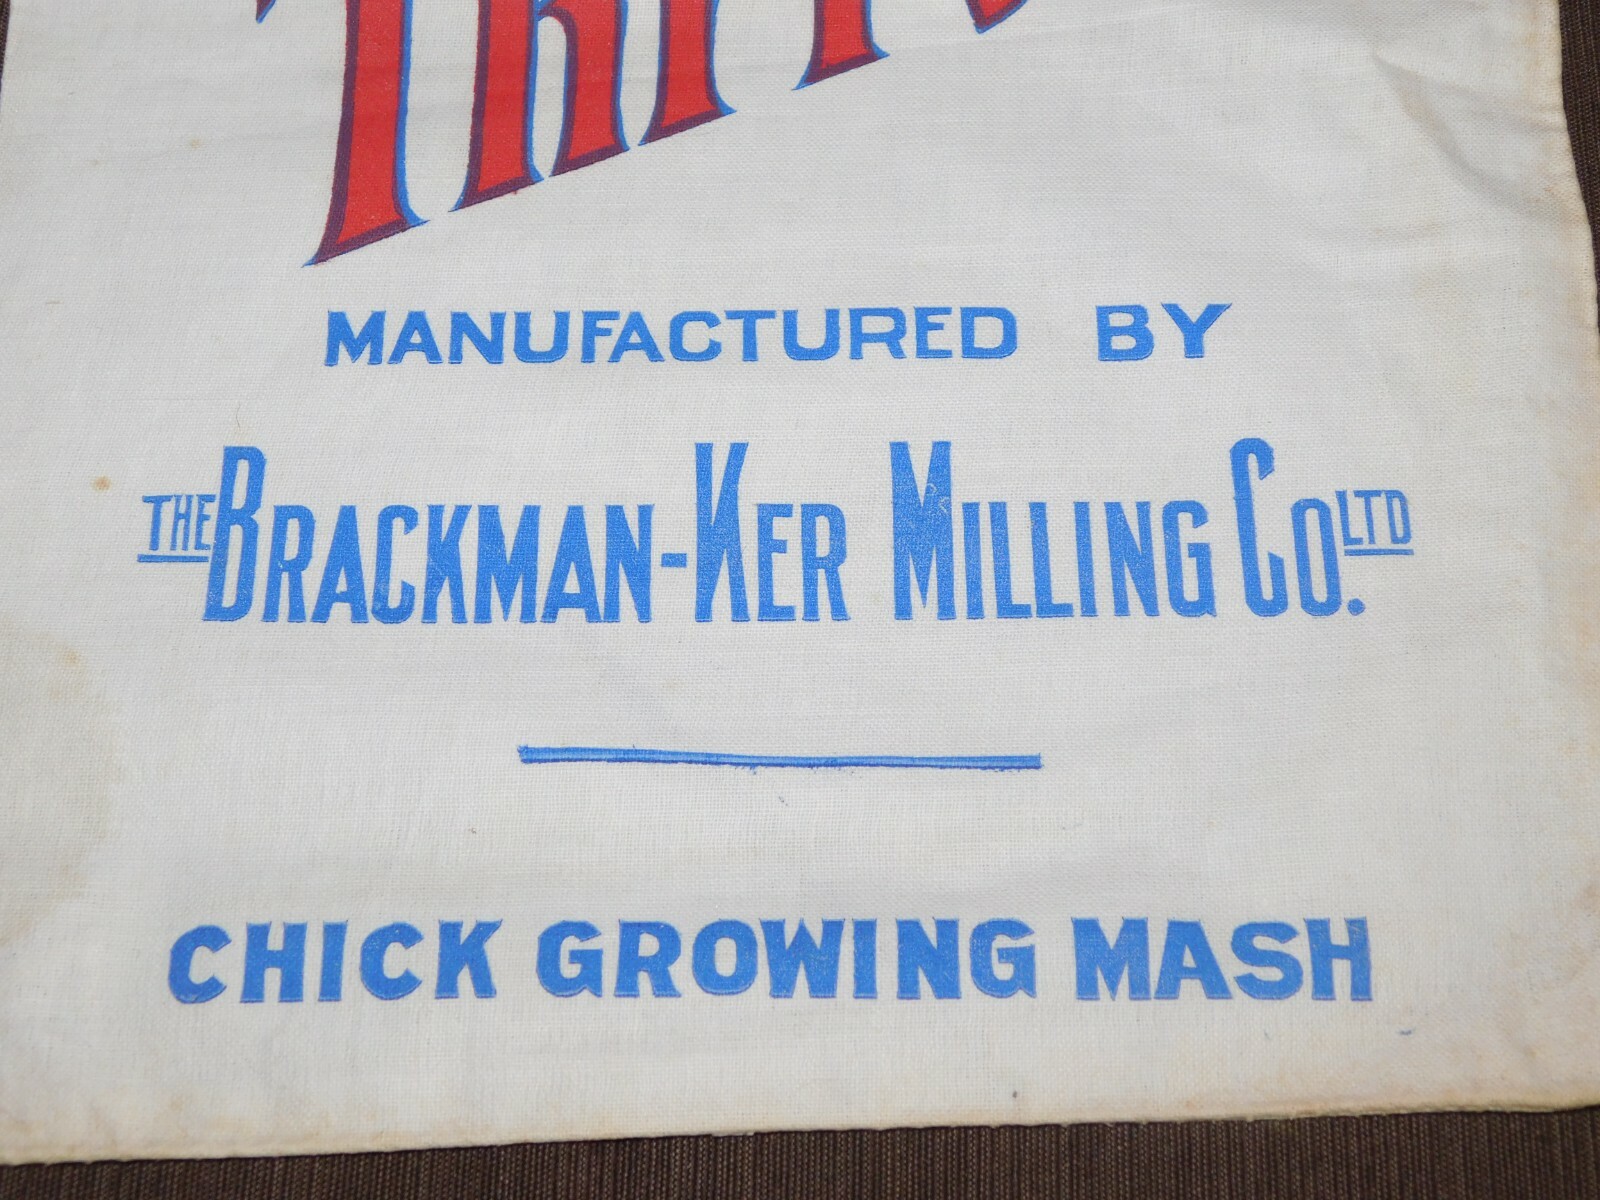 MANUFACTURED BY
THE BRACKMAN-KER MILLING CO. LTD
CHICK GROWING MASH